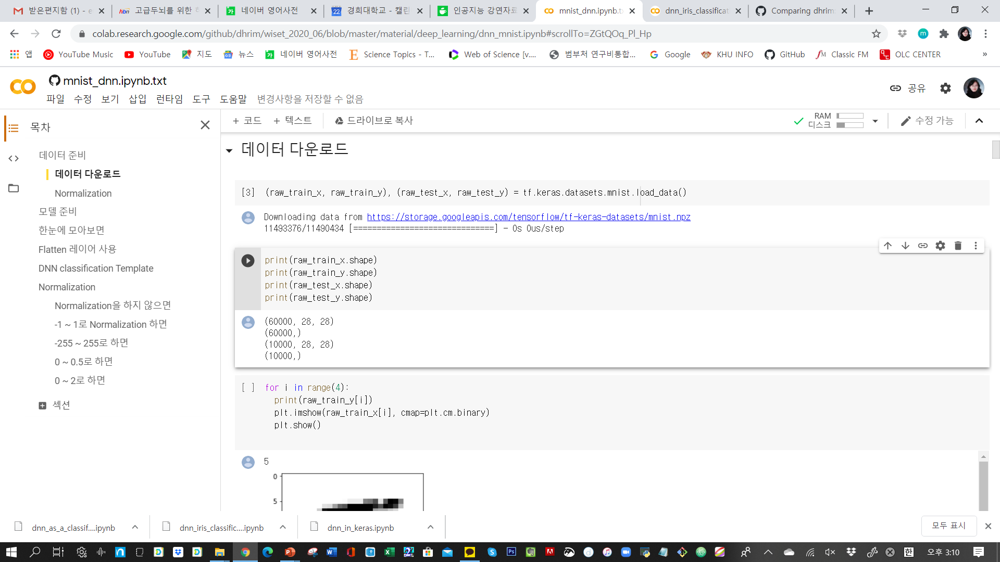 받은편지함 (1) - e
고급두뇌를 위한
네이버 영어사전
경희대학교 - 캘린
인공지능 강연자료
mnist_dnn.ipynb.t
dnn_iris_classificat
Comparing dhrim:
colab.research.google.com/github/dhrim/wiset_2020_06/blob/master/material/deep_learning/dnn_mnist.ipynb#scrollTo=ZGtQOq_Pl_Hp
앱
YouTube Music
YouTube
지도
뉴스
네이버 영어사전
Science Topics - T...
Web of Science [v....
범부처 연구비통합...
Google
KHU INFO
GitHub
Classic FM
OLC CENTER
»
mnist_dnn.ipynb.txt
파일 수정 보기 삽입 런타임 도구 도움말 변경사항을 저장할 수 없음
공유
목차
+ 코드 + 텍스트 드라이브로 복사
RAM
디스크
수정 가능
데이터 준비
데이터 다운로드
Normalization
모델 준비
한눈에 모아보면
Flatten 레이어 사용
DNN classification Template
Normalization
Normalization을 하지 않으면
-1 ~ 1로 Normalization 하면
-255 ~ 255로 하면
0 ~ 0.5로 하면
0 ~ 2로 하면
섹션
데이터 다운로드
[3] (raw_train_x, raw_train_y), (raw_test_x, raw_test_y) = tf.keras.datasets.mnist.load_data()
Downloading data from https://storage.googleapis.com/tensorflow/tf-keras-datasets/mnist.npz
11493376/11490434 [==============================] - 0s 0us/step
print(raw_train_x.shape)
print(raw_train_y.shape)
print(raw_test_x.shape)
print(raw_test_y.shape)
(60000, 28, 28)
(60000,)
(10000, 28, 28)
(10000,)
[ ] for i in range(4):
print(raw_train_y[i])
plt.imshow(raw_train_x[i], cmap=plt.cm.binary)
plt.show()
5
0
5
dnn_as_a_classif....ipynb
dnn_iris_classific....ipynb
dnn_in_keras.ipynb
모두 표시
한
오후 3:10